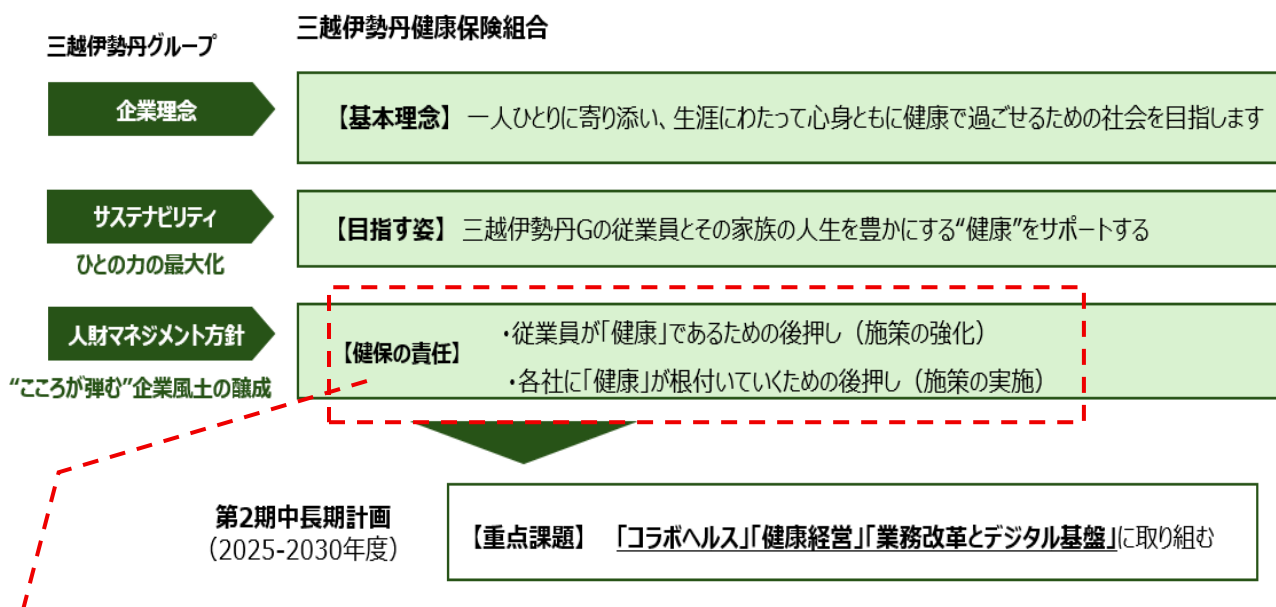 三越伊勢丹グループ
三越伊勢丹健康保険組合
企業理念
【基本理念】 一人ひとりに寄り添い、生涯にわたって心身ともに健康で過ごせるための社会を目指します
サステナビリティ
ひとの力の最大化
【目指す姿】 三越伊勢丹Gの従業員とその家族の人生を豊かにする“健康”をサポートする
人財マネジメント方針
“こころが弾む”企業風土の醸成
【健保の責任】
・従業員が「健康」であるための後押し（施策の強化）
・各社に「健康」が根付いていくための後押し（施策の実施）
第2期中長期計画
（2025-2030年度）
【重点課題】 「コラボヘルス」「健康経営」「業務改革とデジタル基盤」に取り組む